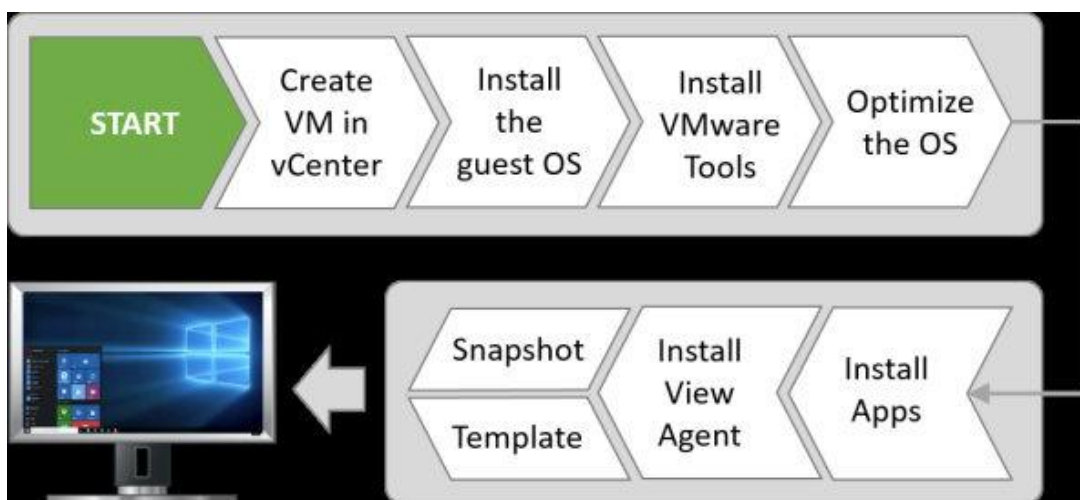 START
Create
VM in
vCenter
Install
the
guest OS
Install
VMware
Tools
Optimize
the OS
Install
Apps
Install
View
Agent
Snapshot
Template